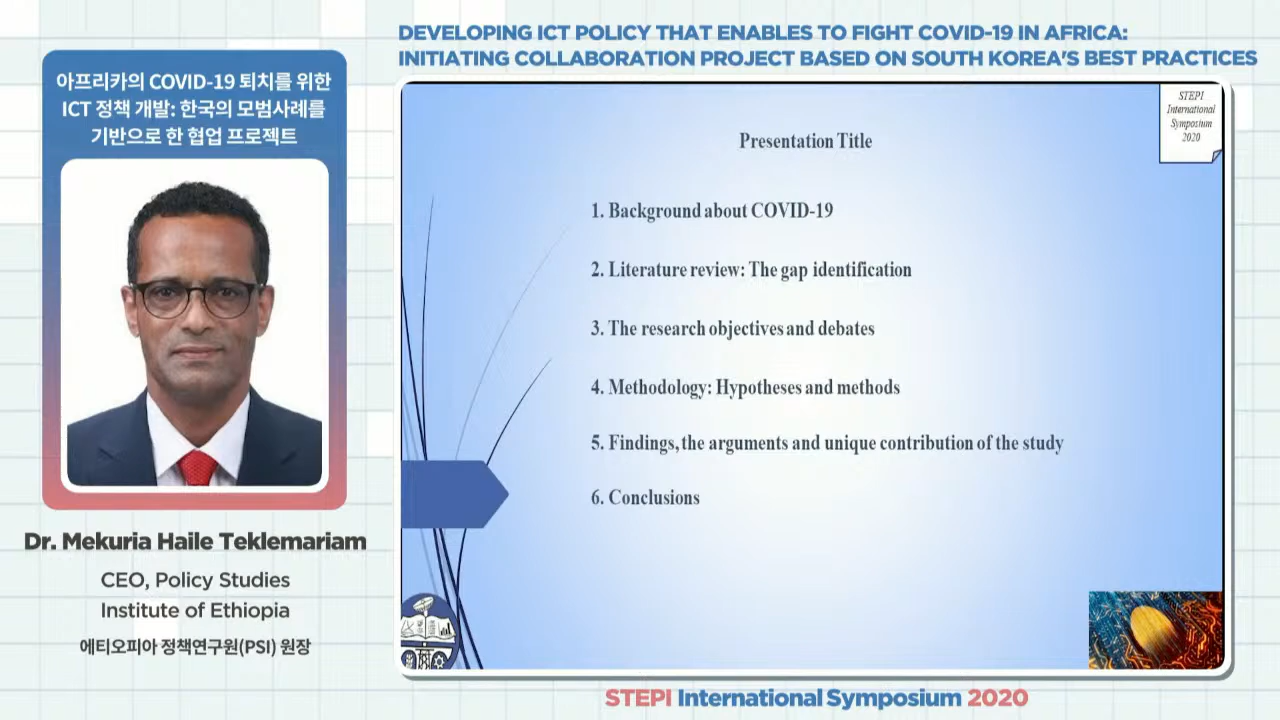 DEVELOPING ICT POLICY THAT ENABLES TO FIGHT COVID-19 IN AFRICA:
INITIATING COLLABORATION PROJECT BASED ON SOUTH KOREA'S BEST PRACTICES
아프리카의 COVID-19 퇴치를 위한
ICT 정책 개발: 한국의 모범사례를
기반으로 한 협업 프로젝트
Dr. Mekuria Haile Teklemariam
CEO, Policy Studies
Institute of Ethiopia
에티오피아 정책연구원(PSI) 원장
STEPI
International
Symposium
2020
Presentation Title
1. Background about COVID-19
2. Literature review: The gap identification
3. The research objectives and debates
4. Methodology: Hypotheses and methods
5. Findings, the arguments and unique contribution of the study
6. Conclusions
STEPI International Symposium 2020